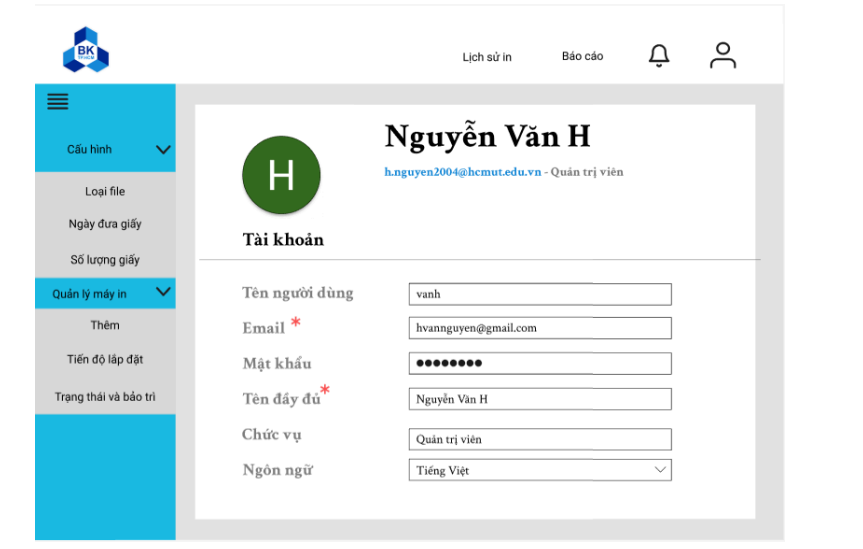 BK
TP.HCM
Lịch sử in
Báo cáo
Cấu hình
Loại file
Ngày đưa giấy
Số lượng giấy
Quản lý máy in
Thêm
Tiến độ lắp đặt
Trạng thái và bảo trì
H
Nguyễn Văn H
h.nguyen2004@hcmut.edu.vn - Quản trị viên
Tài khoản
Tên người dùng vanh
Email * hvannguyen@gmail.com
Mật khẩu ●●●●●●●●
Tên đầy đủ* Nguyễn Văn H
Chức vụ Quản trị viên
Ngôn ngữ Tiếng Việt